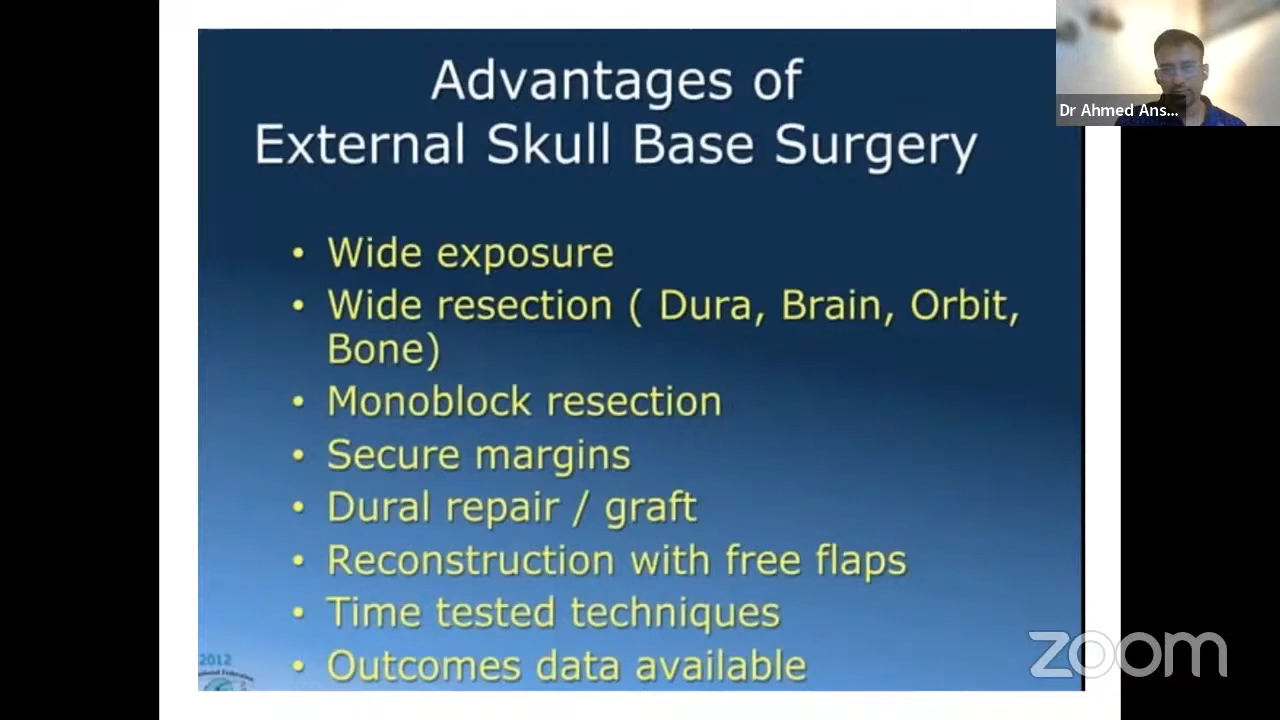 Advantages of
External Skull Base Surgery
Dr Ahmed Ans...
• Wide exposure
• Wide resection ( Dura, Brain, Orbit,
Bone)
• Monoblock resection
• Secure margins
• Dural repair / graft
• Reconstruction with free flaps
• Time tested techniques
• Outcomes data available
2012
zoom